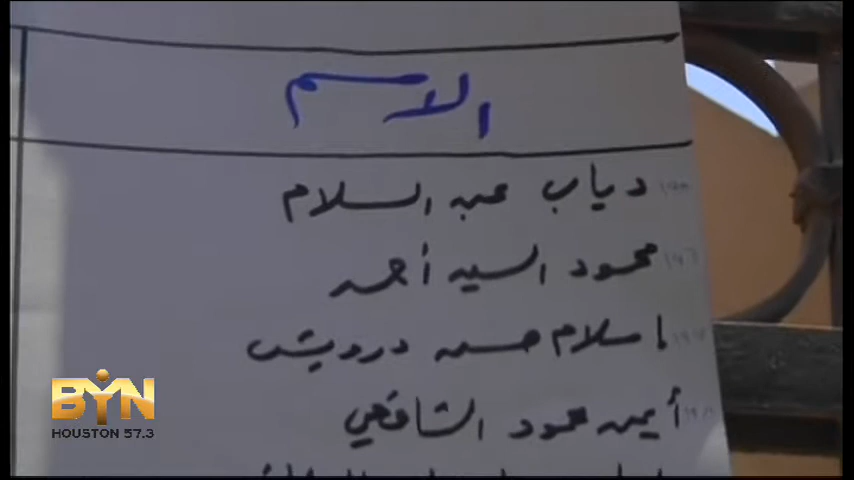 الاسم
دياب عبد السلام
محمود السيد أحمد
اسلام حسن درويش
أيمن محمود الشافعي
BYN
HOUSTON 57.3